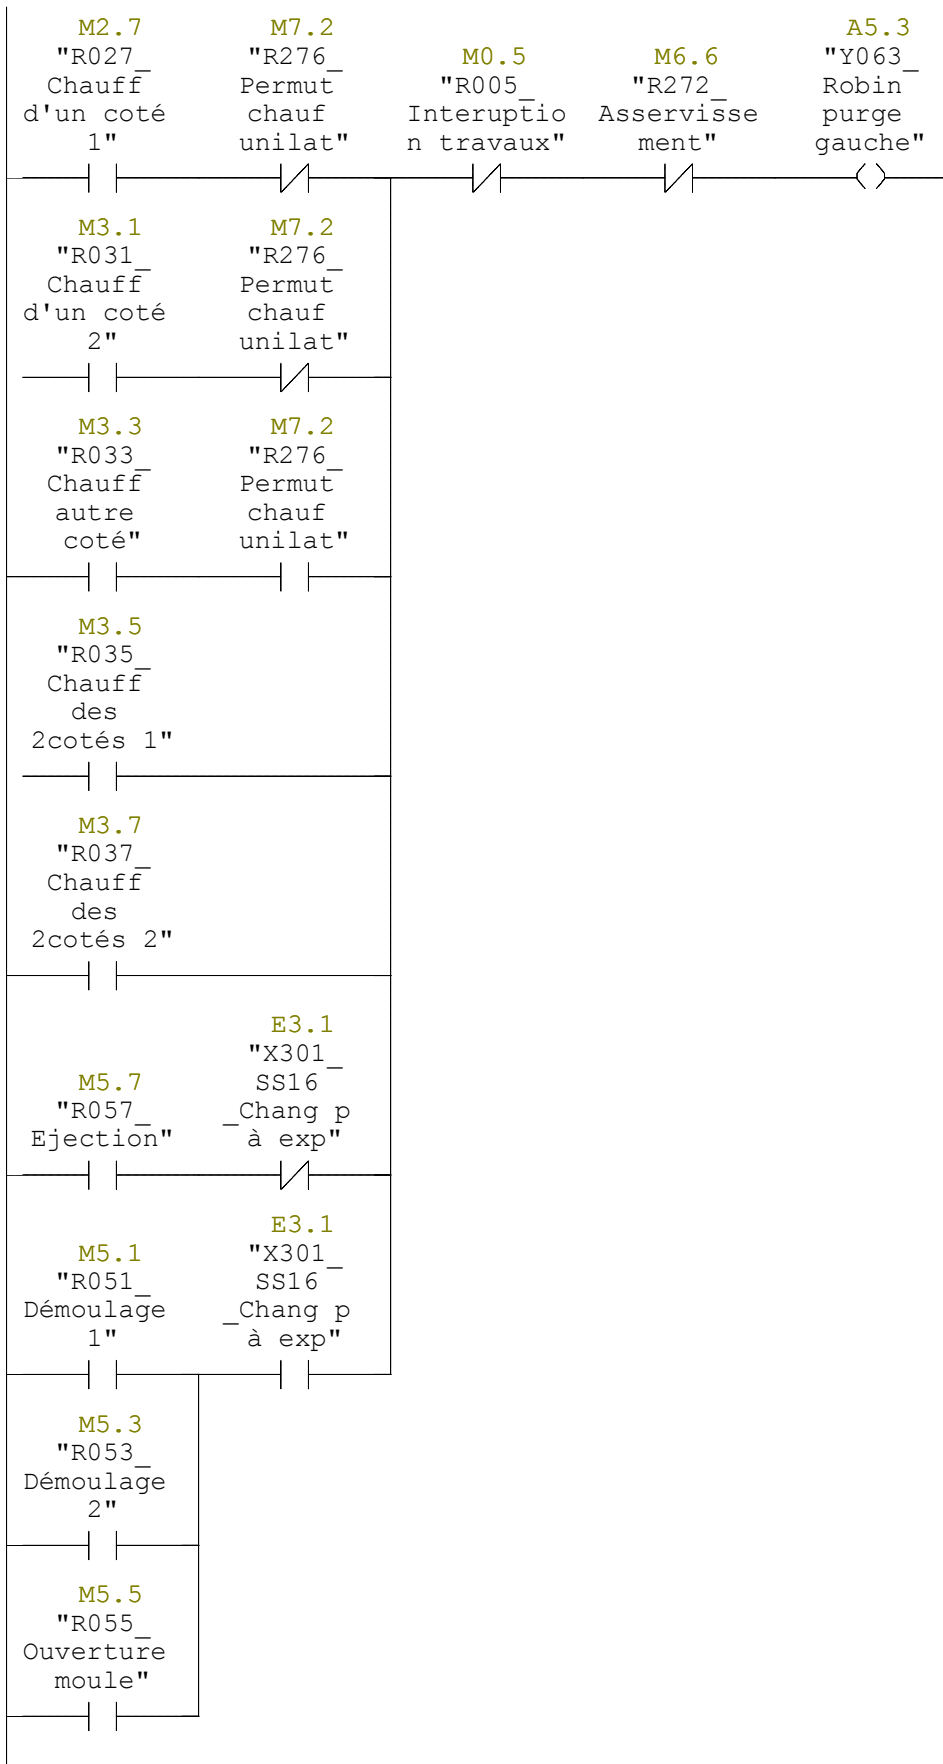 M2.7 M7.2 A5.3
"R027_ "R276_ M0.5 M6.6 "Y063_
Chauff Permut "R005_ "R272_ Robin
d'un coté chauf Interuptio Asservisse purge
1" unilat" n travaux" ment" gauche"
M3.1 M7.2
"R031_ "R276_
Chauff Permut
d'un coté chauf
2" unilat"
M3.3 M7.2
"R033_ "R276_
Chauff Permut
autre chauf
coté" unilat"
M3.5
"R035_
Chauff
des
2cotés 1"
M3.7
"R037_
Chauff
des
2cotés 2"
E3.1
"X301_
M5.7 SS16
"R057_ _Chang p
Ejection" à exp"
E3.1
M5.1 "X301_
"R051_ SS16
Démoulage _Chang p
1" à exp"
M5.3
"R053_
Démoulage
2"
M5.5
"R055_
Ouverture
moule"